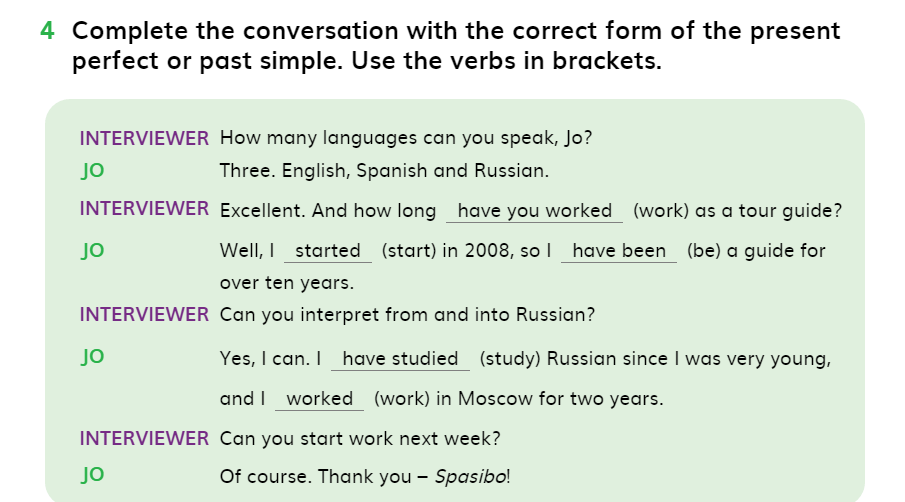 4 Complete the conversation with the correct form of the present
perfect or past simple. Use the verbs in brackets.
INTERVIEWER How many languages can you speak, Jo?
JO Three. English, Spanish and Russian.
INTERVIEWER Excellent. And how long have you worked (work) as a tour guide?
JO Well, I started (start) in 2008, so I have been (be) a guide for
over ten years.
INTERVIEWER Can you interpret from and into Russian?
JO Yes, I can. I have studied (study) Russian since I was very young,
and I worked (work) in Moscow for two years.
INTERVIEWER Can you start work next week?
JO Of course. Thank you – Spasibo!